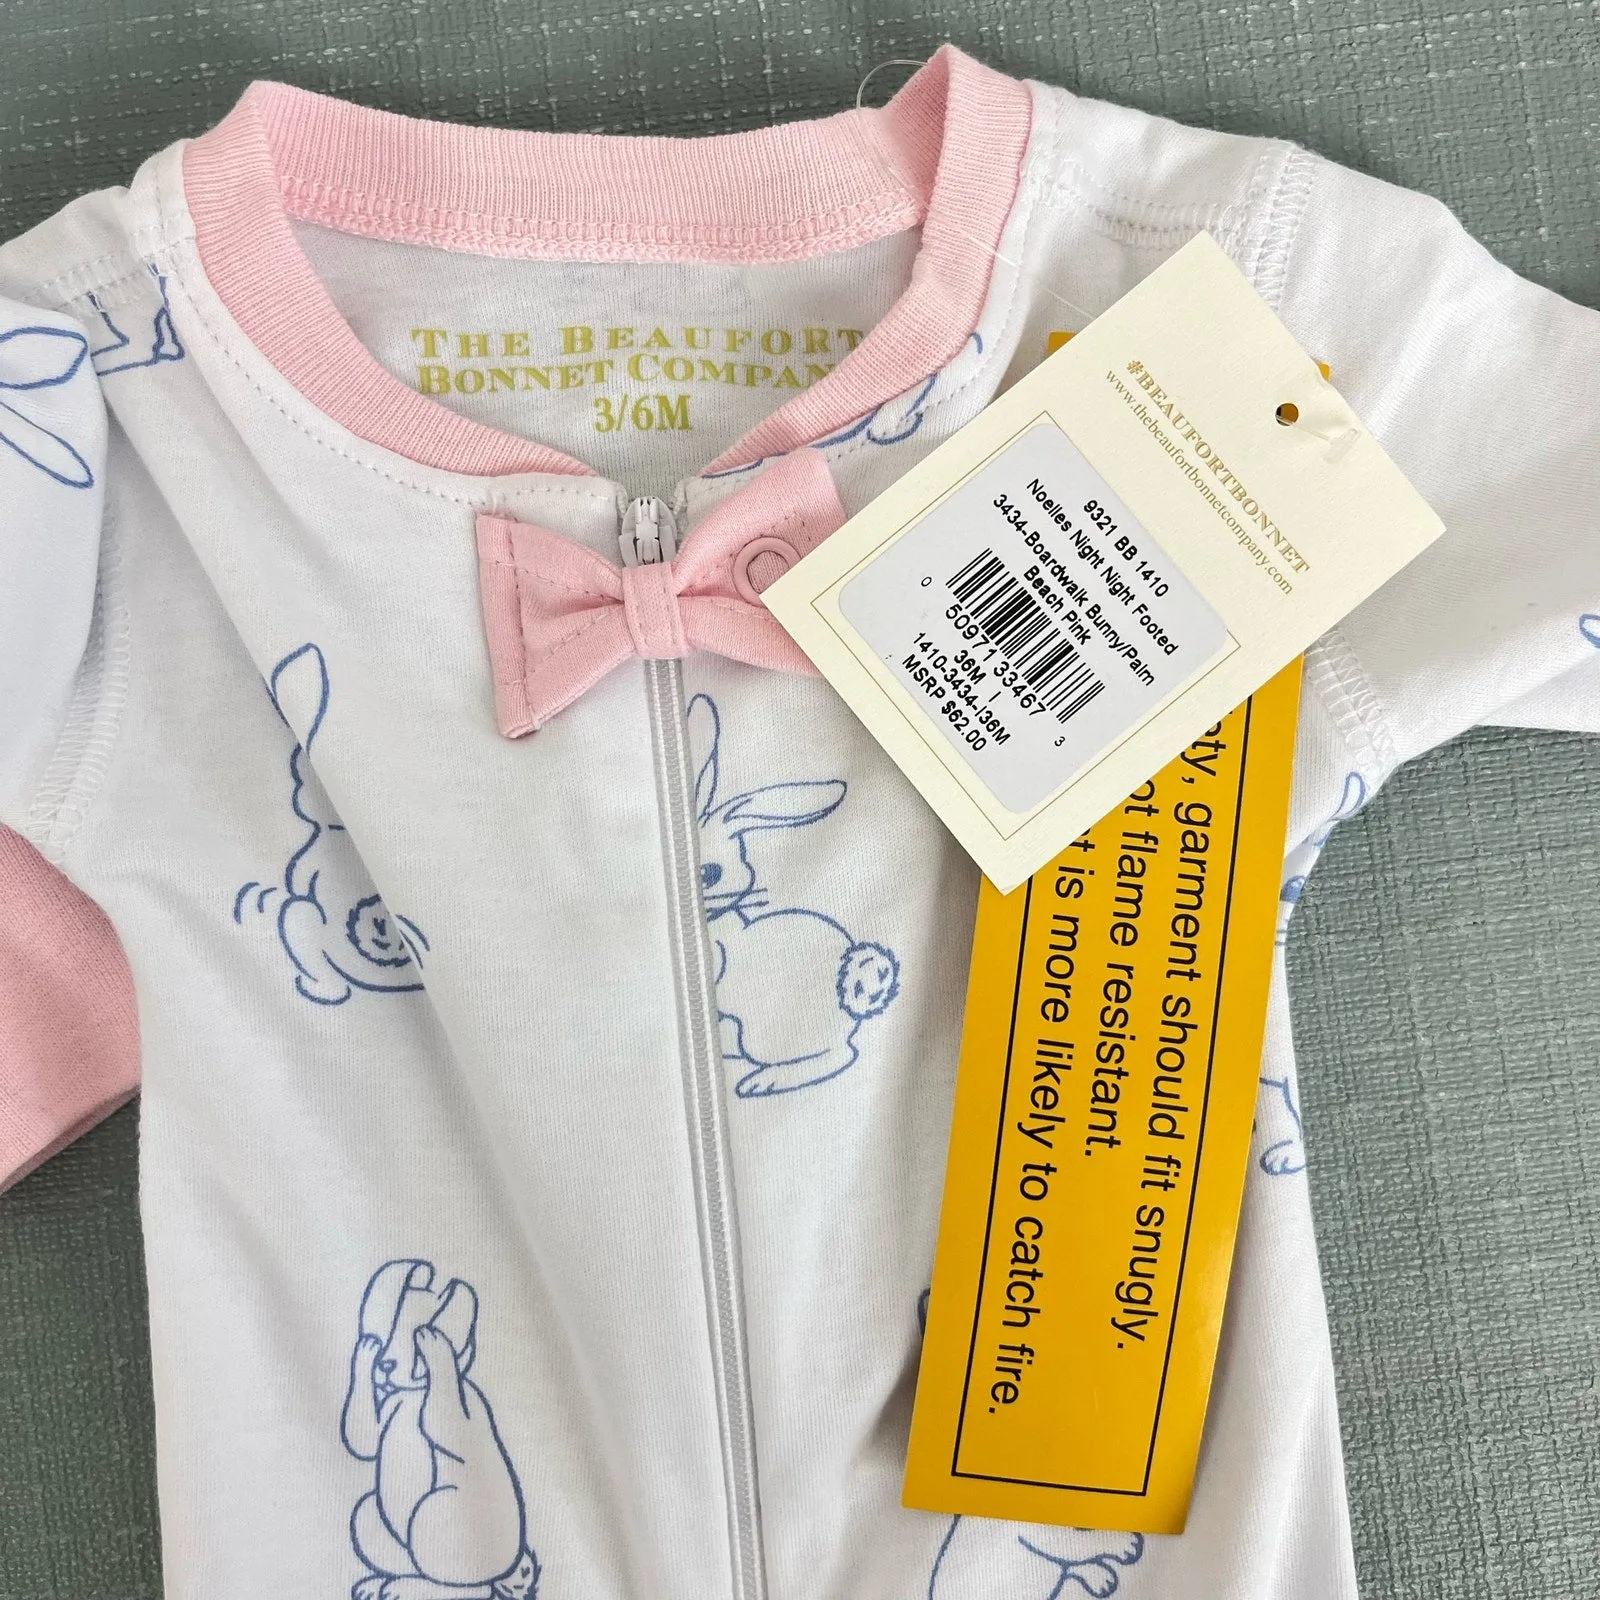 THE BEAUFORT
BONNET COMPAN
3/6M
#BEAUFORTBONNET
www.thebeaufortbonnetcompany.com
9321 BB 1410
Noelles Night Night Footed
3434-Boardwalk Bunny/Palm
Beach Pink
0 50971 33467 3
36M |
1410-3434-I36M
MSRP $62.00
ety, garment should fit snugly.
ot flame resistant.
t is more likely to catch fire.